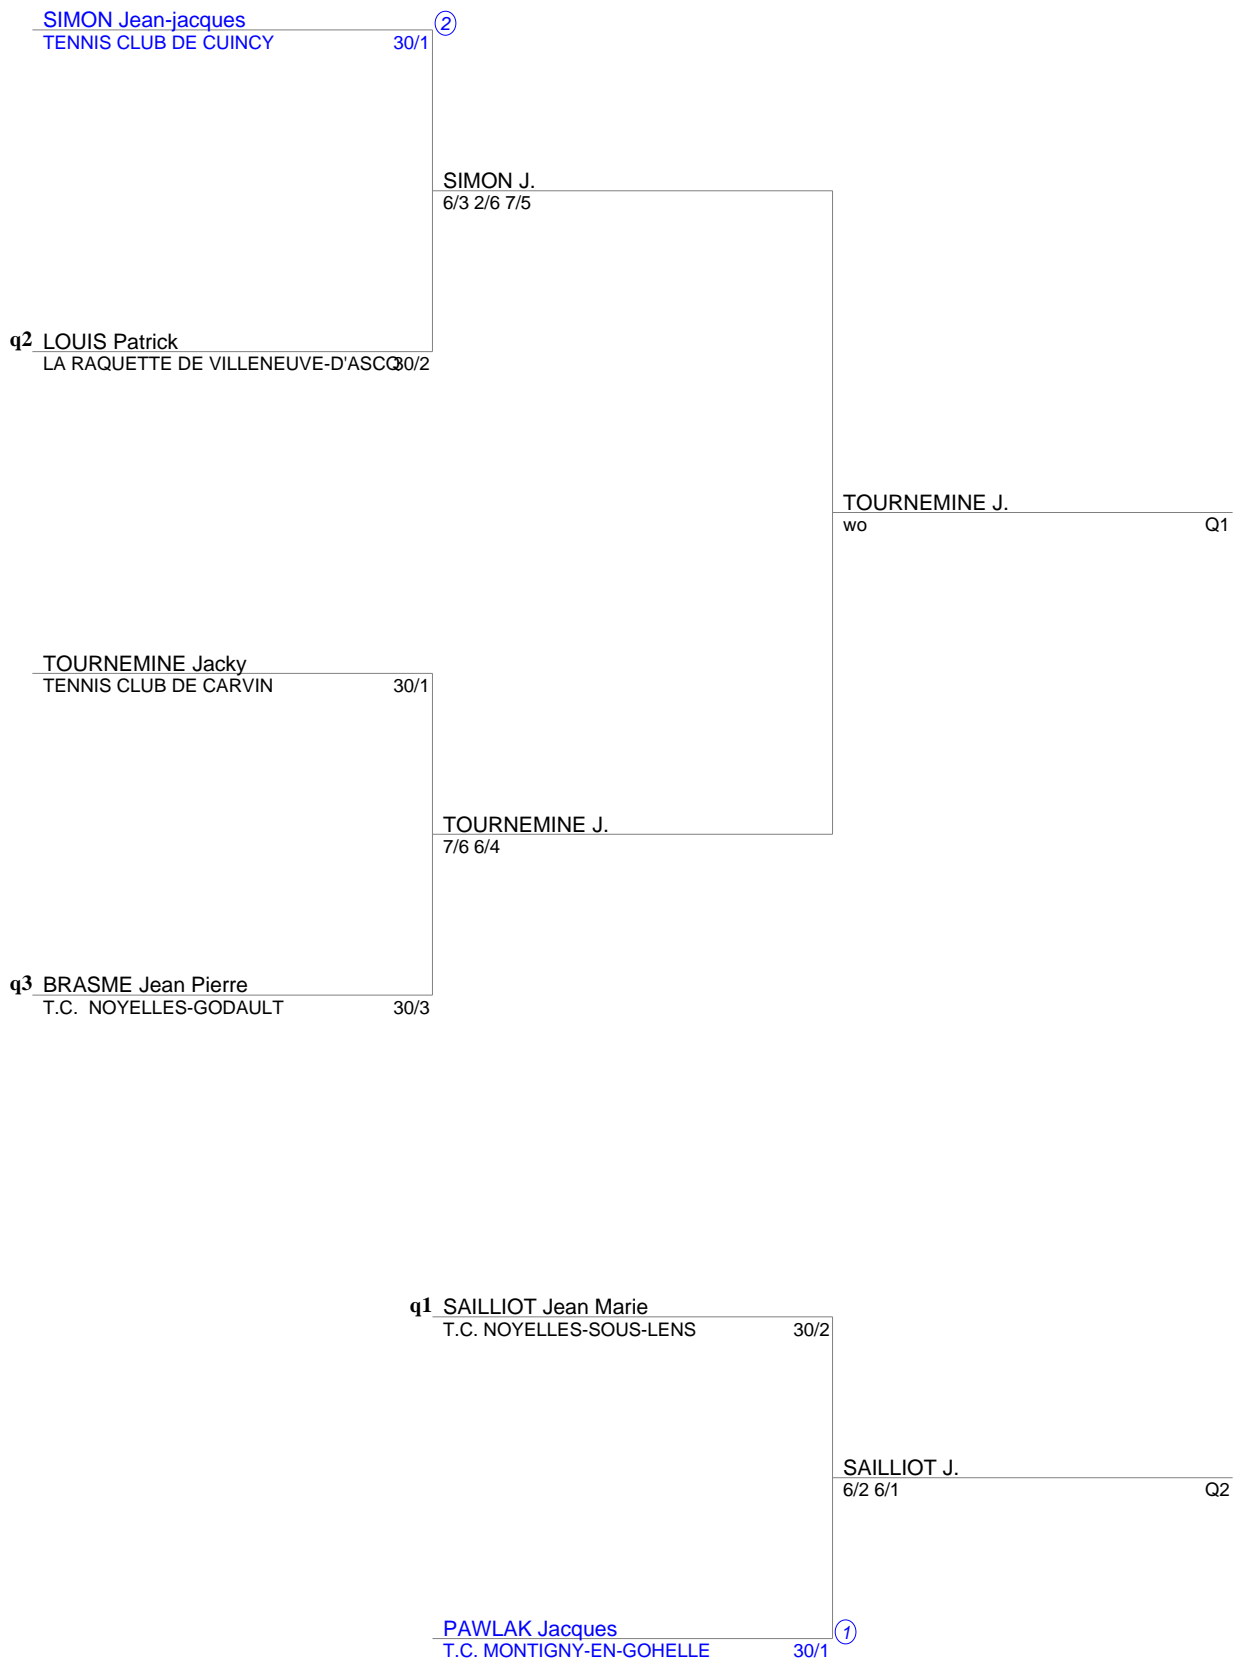 SIMON Jean-jacques 2
TENNIS CLUB DE CUINCY 30/1
SIMON J.
6/3 2/6 7/5
q2 LOUIS Patrick
LA RAQUETTE DE VILLENEUVE-D'ASCQ 30/2
TOURNEMINE J.
wo Q1
TOURNEMINE Jacky
TENNIS CLUB DE CARVIN 30/1
TOURNEMINE J.
7/6 6/4
q3 BRASME Jean Pierre
T.C. NOYELLES-GODAULT 30/3
q1 SAILLIOT Jean Marie
T.C. NOYELLES-SOUS-LENS 30/2
SAILLIOT J.
6/2 6/1 Q2
PAWLAK Jacques 1
T.C. MONTIGNY-EN-GOHELLE 30/1